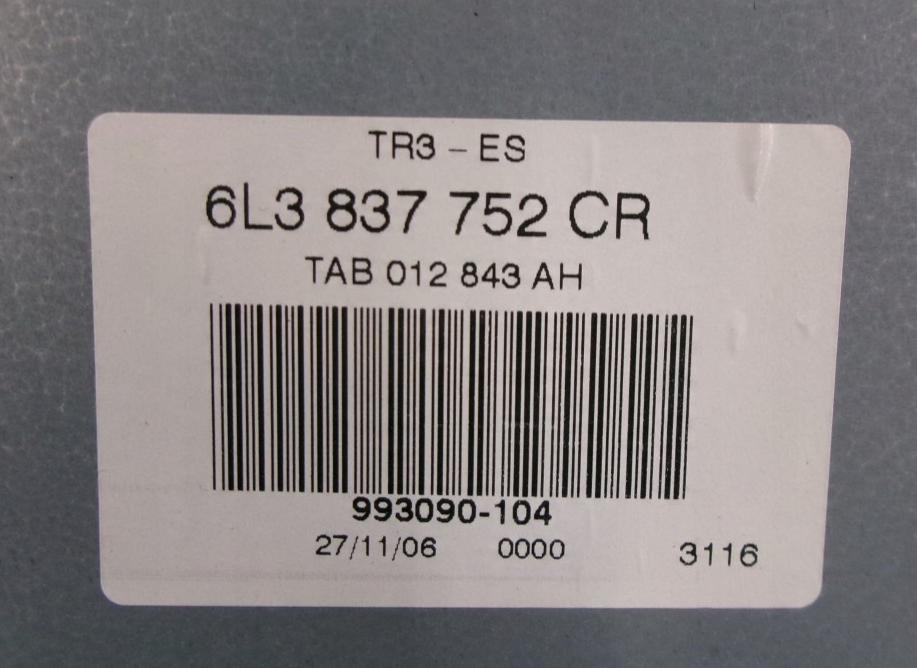 TR3 – ES
6L3 837 752 CR
TAB 012 843 AH
993090-104
27/11/06 0000 3116